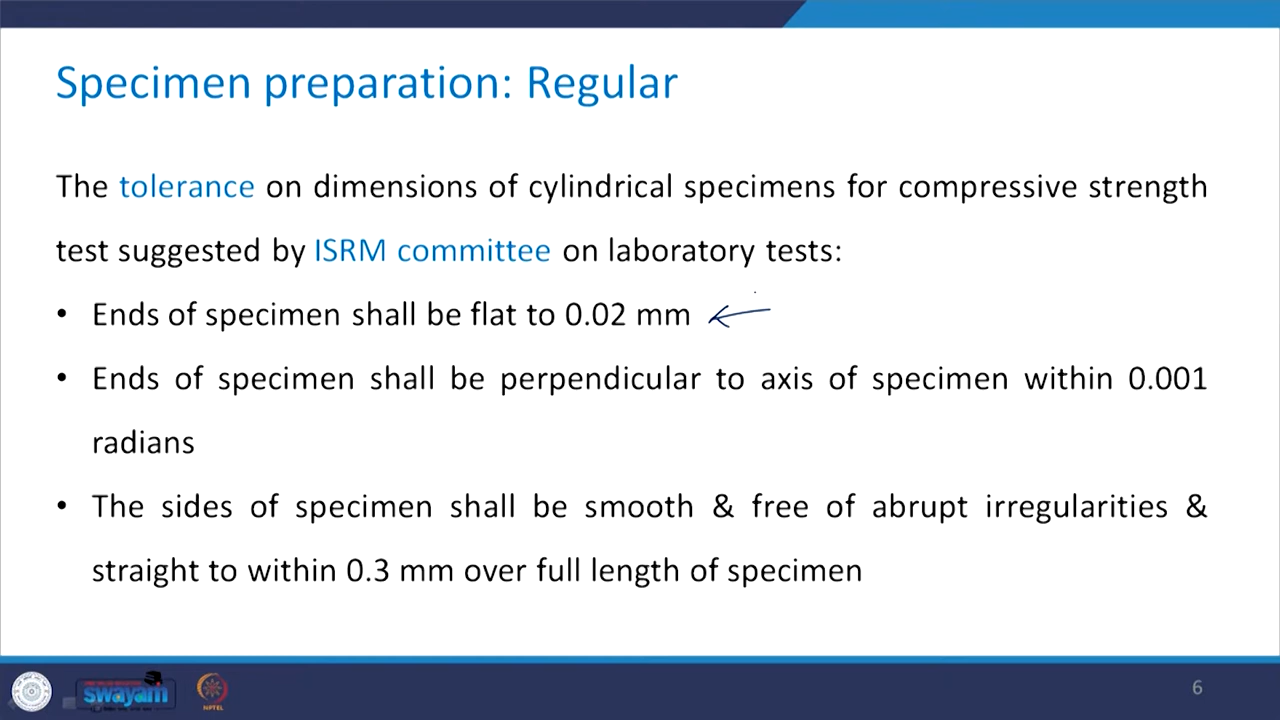 Specimen preparation: Regular
The tolerance on dimensions of cylindrical specimens for compressive strength
test suggested by ISRM committee on laboratory tests:
• Ends of specimen shall be flat to 0.02 mm
• Ends of specimen shall be perpendicular to axis of specimen within 0.001
radians
• The sides of specimen shall be smooth & free of abrupt irregularities &
straight to within 0.3 mm over full length of specimen
swayam
NPTEL
6